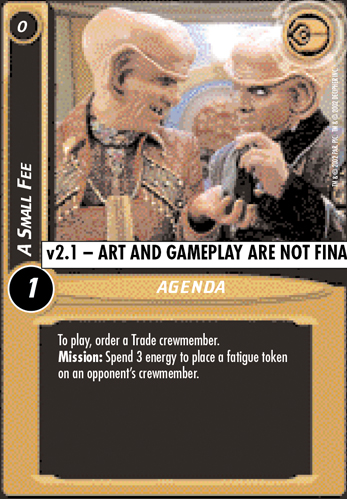 0
A SMALL FEE
v2.1 – ART AND GAMEPLAY ARE NOT FINA
1
AGENDA
To play, order a Trade crewmember.
Mission: Spend 3 energy to place a fatigue token
on an opponent's crewmember.